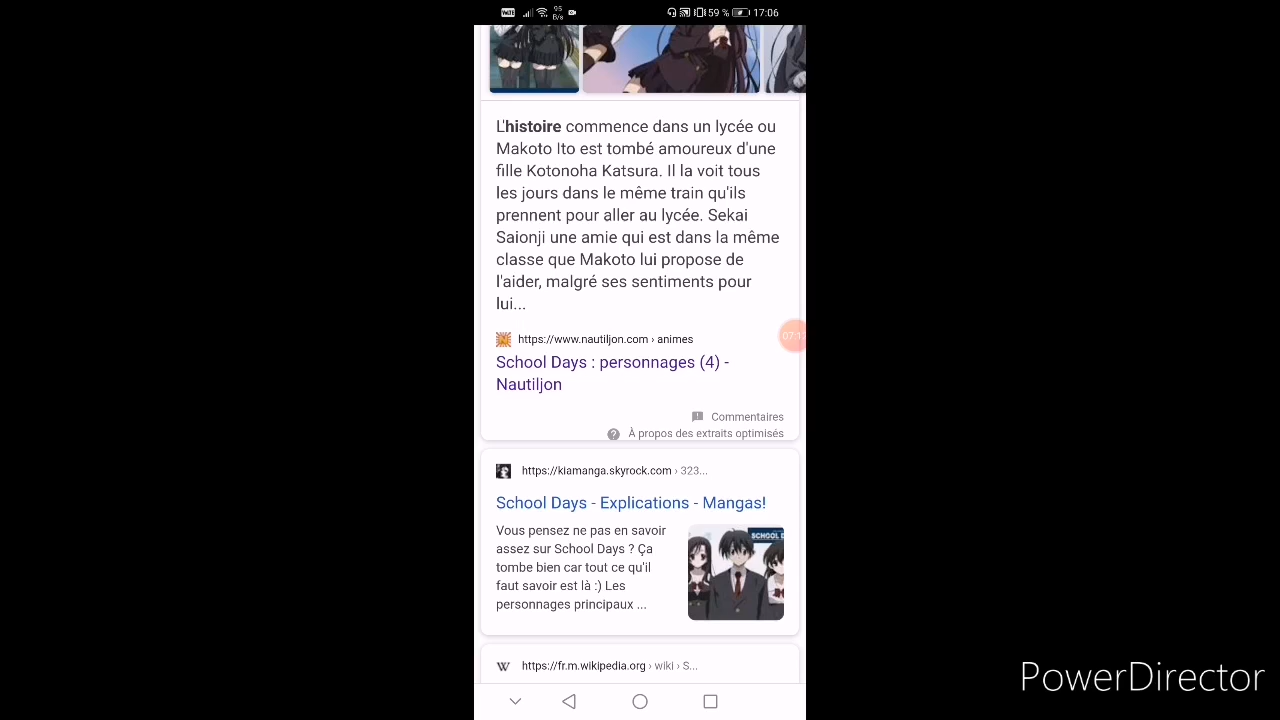 95
B/s
59 %
17:06
L'histoire commence dans un lycée ou
Makoto Ito est tombé amoureux d'une
fille Kotonoha Katsura. Il la voit tous
les jours dans le même train qu'ils
prennent pour aller au lycée. Sekai
Saionji une amie qui est dans la même
classe que Makoto lui propose de
l'aider, malgré ses sentiments pour
lui...
https://www.nautiljon.com › animes
School Days : personnages (4) -
Nautiljon
Commentaires
À propos des extraits optimisés
https://kiamanga.skyrock.com › 323...
School Days - Explications - Mangas!
Vous pensez ne pas en savoir
assez sur School Days ? Ça
tombe bien car tout ce qu'il
faut savoir est là :) Les
personnages principaux ...
SCHOOL D
W
https://fr.m.wikipedia.org › wiki › S...
PowerDirector